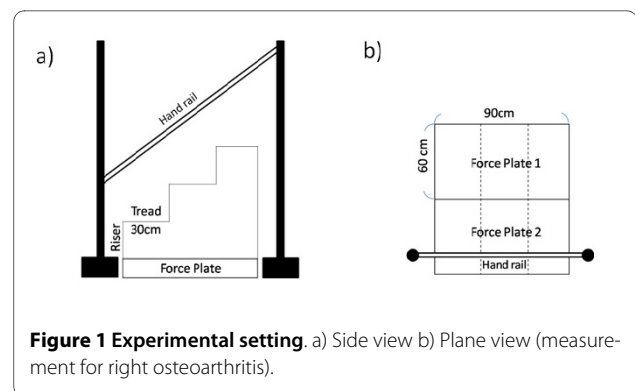 a)
Hand rail
Tread
30cm
Riser
Force Plate
b)
90cm
60 cm
Force Plate 1
Force Plate 2
Hand rail
Figure 1 Experimental setting. a) Side view b) Plane view (measure-
ment for right osteoarthritis).